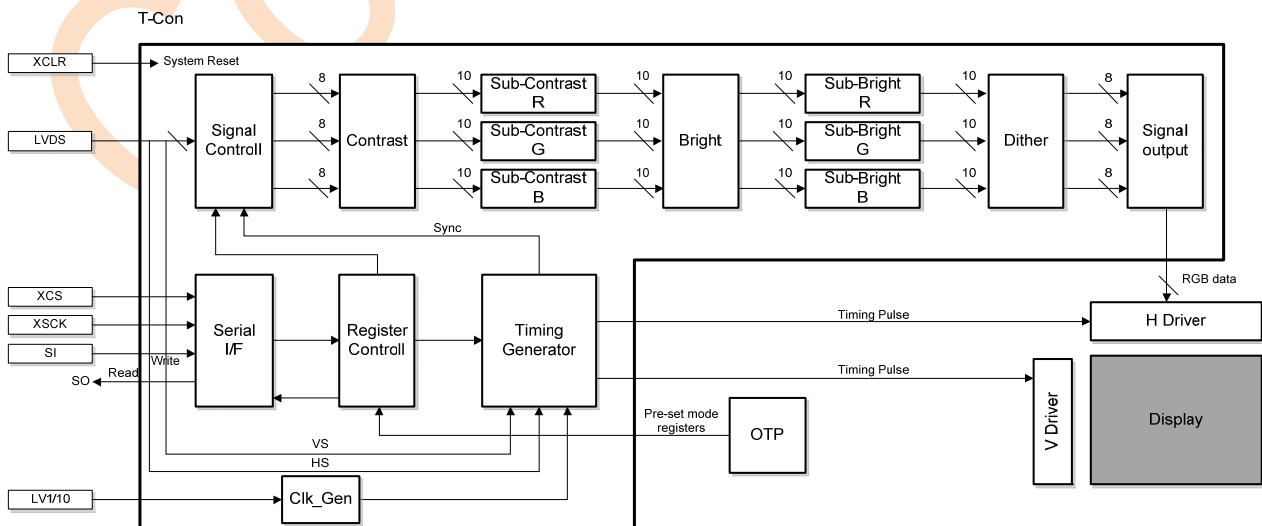 T-Con
XCLR
System Reset
LVDS
Signal
Controll
8
8
8
Contrast
10
10
10
Sub-Contrast
R
Sub-Contrast
G
Sub-Contrast
B
10
10
10
Bright
10
10
10
Sub-Bright
R
Sub-Bright
G
Sub-Bright
B
10
10
10
Dither
8
8
8
Signal
output
Sync
RGB data
XCS
XSCK
SI
SO
Read
Write
Serial
I/F
Register
Controll
Timing
Generator
Timing Pulse
H Driver
Timing Pulse
V Driver
Display
Pre-set mode
registers
OTP
VS
HS
LV1/10
Clk_Gen